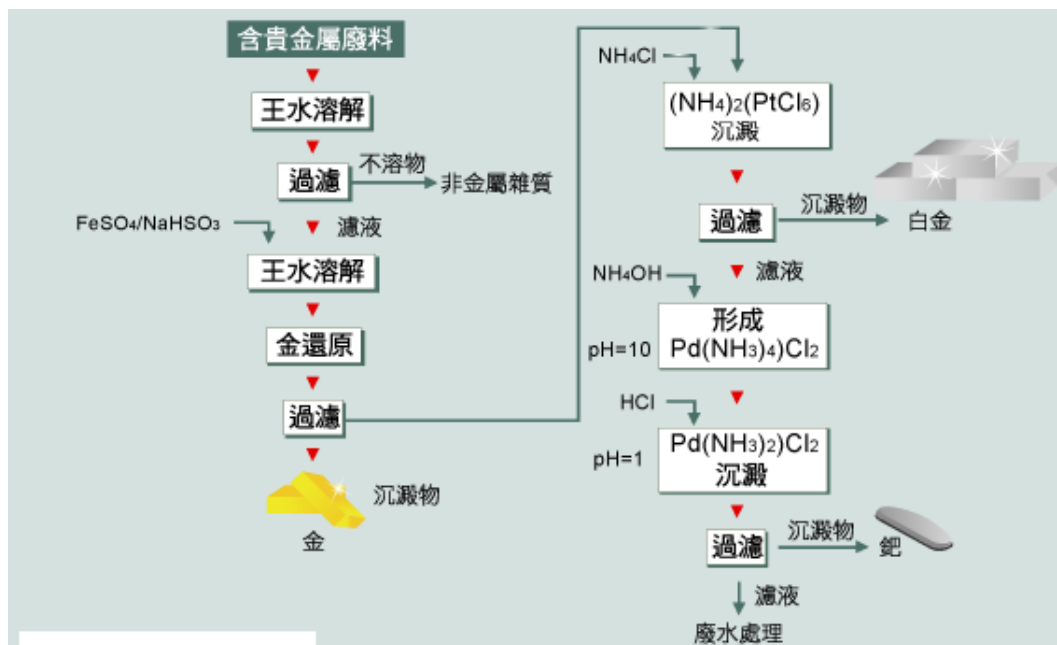 含貴金屬廢料
王水溶解
過濾
不溶物
非金屬雜質
FeSO4/NaHSO3
濾液
王水溶解
金還原
過濾
沉澱物
金
NH4Cl
(NH4)2(PtCl6)
沉澱
過濾
沉澱物
白金
濾液
NH4OH
pH=10
形成
Pd(NH3)4)Cl2
HCl
pH=1
Pd(NH3)2)Cl2
沉澱
過濾
沉澱物
鈀
濾液
廢水處理